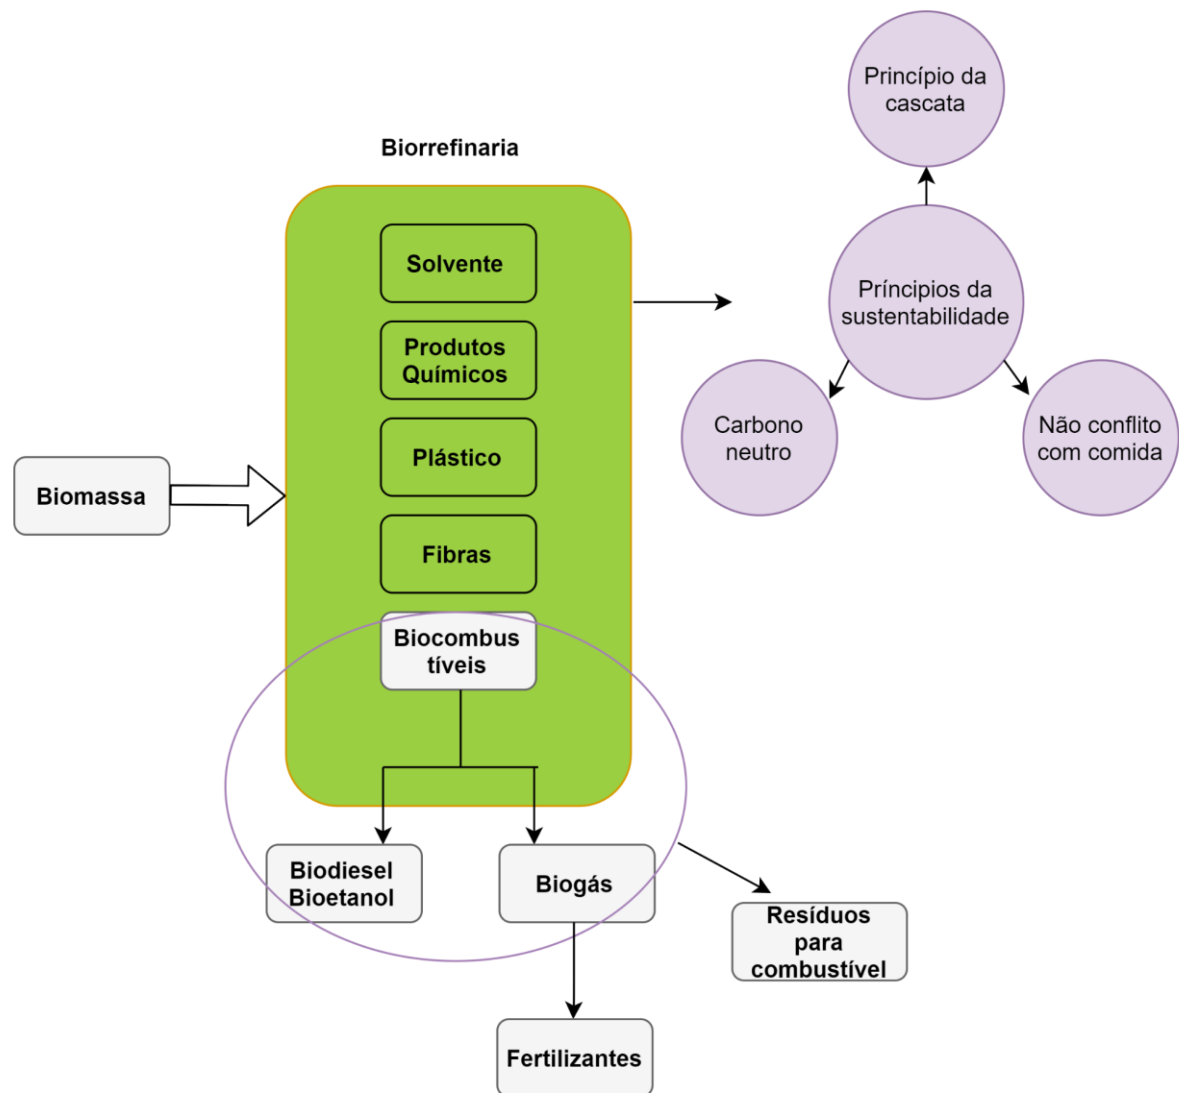 Princípio da
cascata
Biorrefinaria
Solvente
Príncipios da
sustentabilidade
Produtos
Químicos
Carbono
neutro
Não conflito
com comida
Plástico
Biomassa
Fibras
Biocombus
tíveis
Biodiesel
Bioetanol
Biogás
Resíduos
para
combustível
Fertilizantes